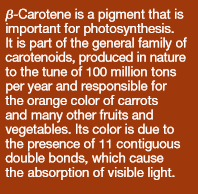 β-Carotene is a pigment that is
important for photosynthesis.
It is part of the general family of
carotenoids, produced in nature
to the tune of 100 million tons
per year and responsible for
the orange color of carrots
and many other fruits and
vegetables. Its color is due to
the presence of 11 contiguous
double bonds, which cause
the absorption of visible light.